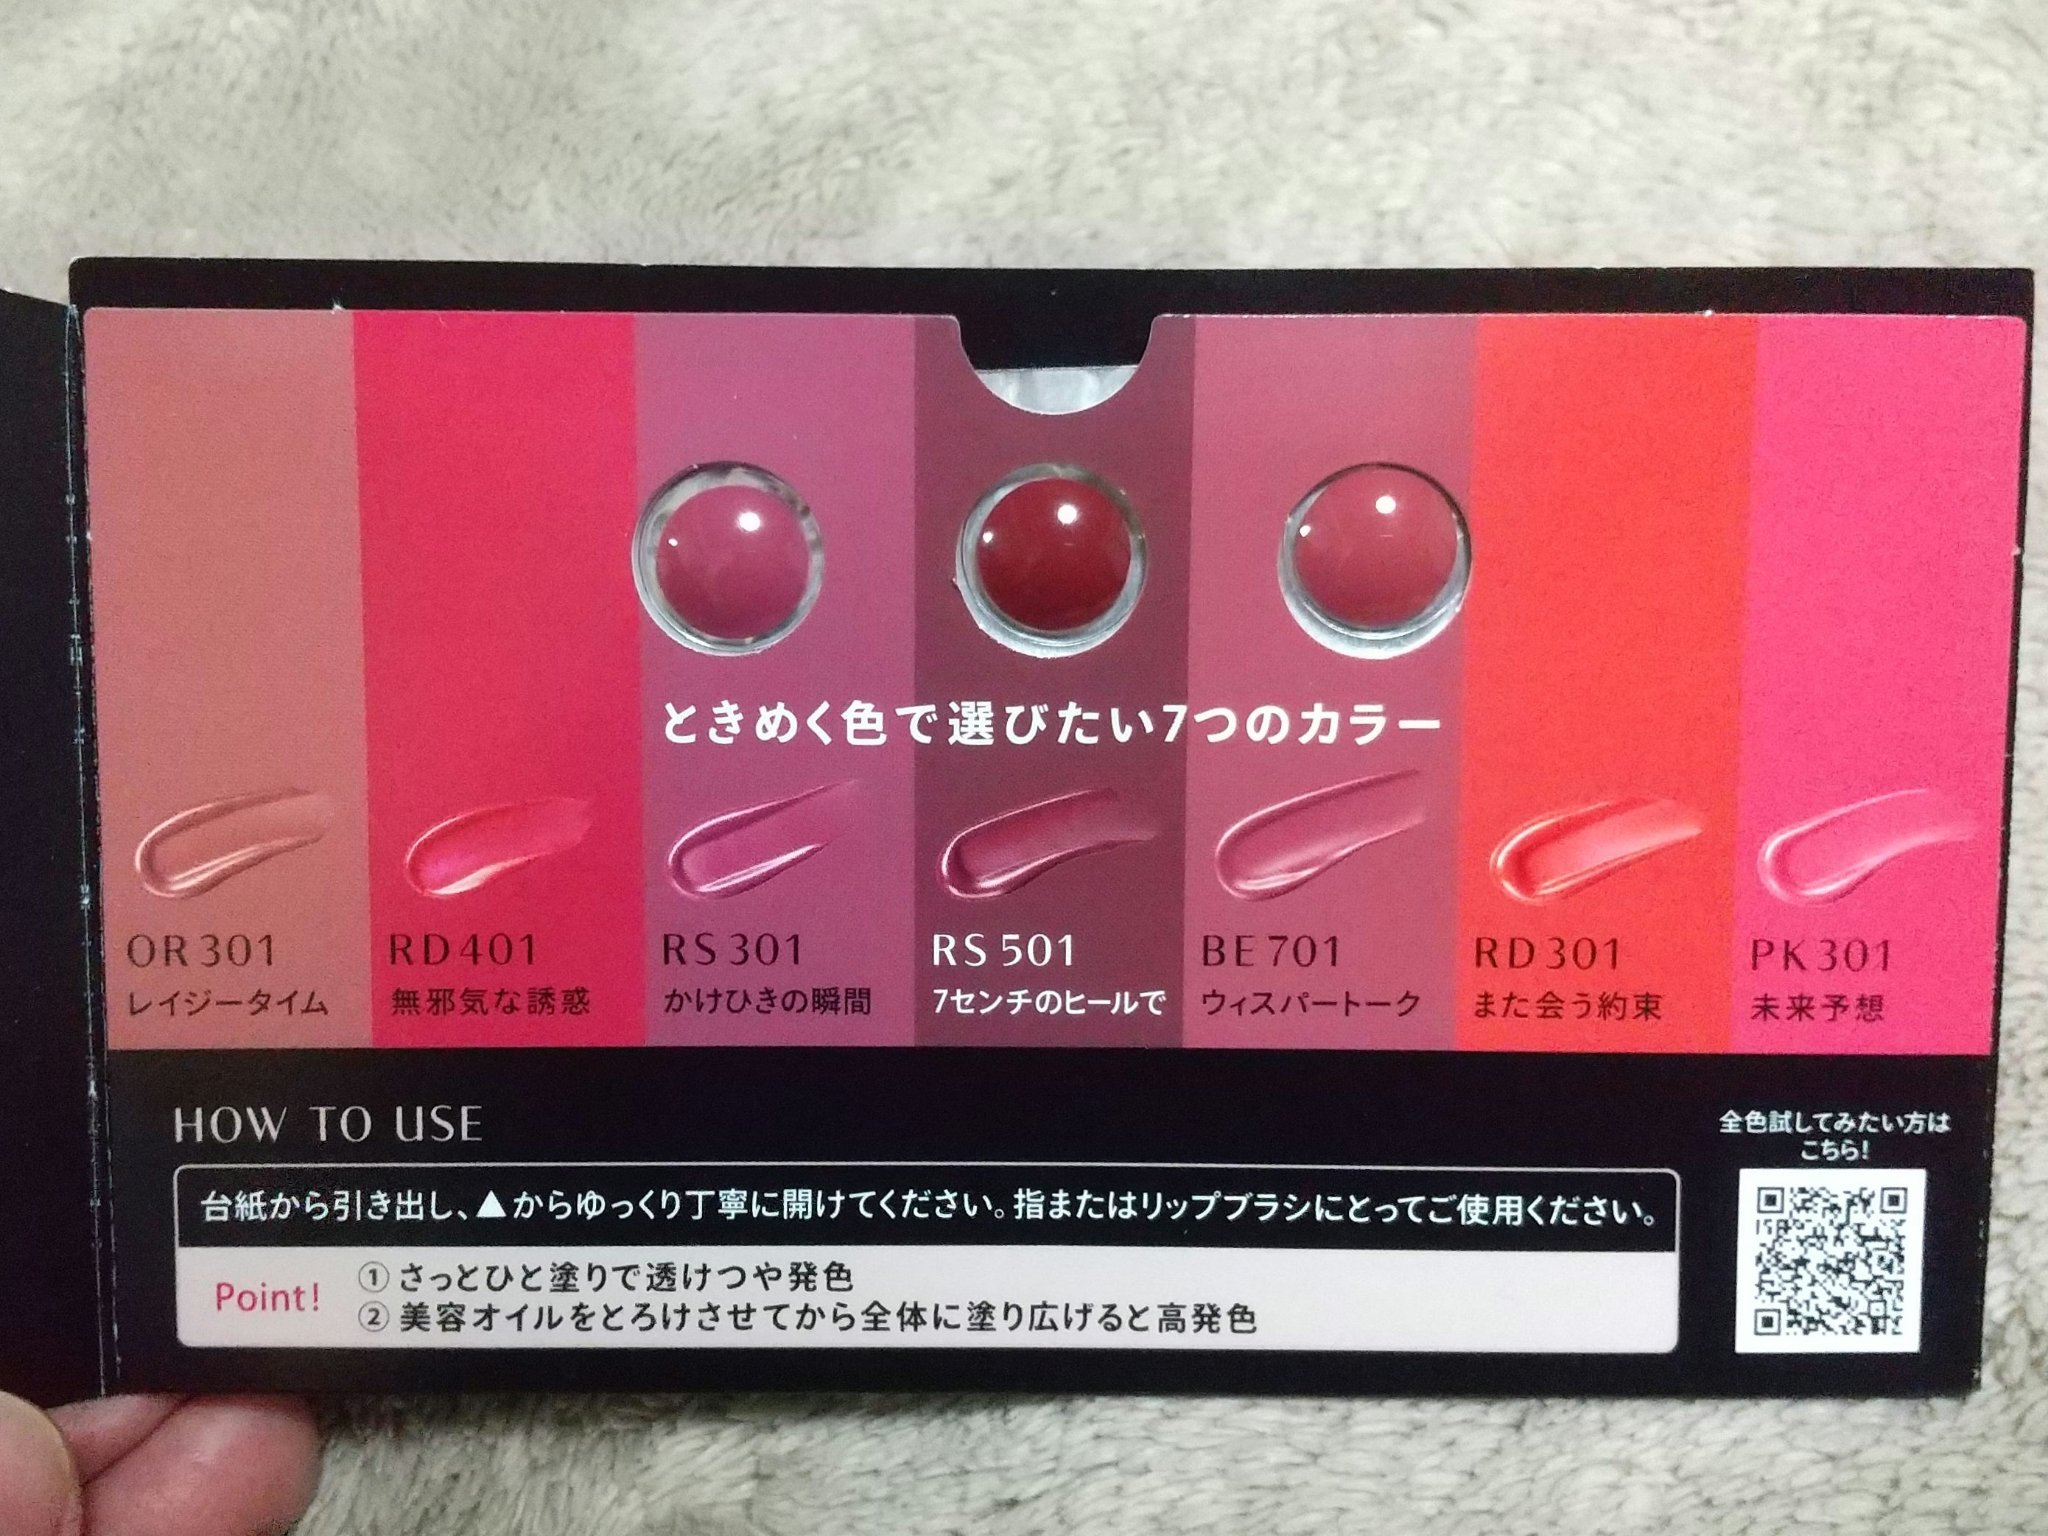 ときめく色で選びたい7つのカラー
OR301
レイジータイム
RD401
無邪気な誘惑
RS301
かけひきの瞬間
RS501
7センチのヒールで
BE701
ウィスパートーク
RD301
また会う約束
PK301
未来予想
HOW TO USE
台紙から引き出し、▲からゆっくり丁寧に開けてください。指またはリップブラシにとってご使用ください。
Point!
① さっとひと塗りで透けつや発色
② 美容オイルをとろけさせてから全体に塗り広げると高発色
全色試してみたい方は
こちら!